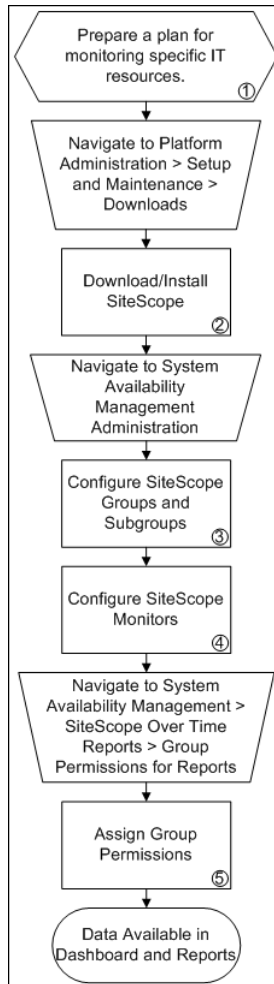 Prepare a plan for
monitoring specific IT
resources.
①
Navigate to Platform
Administration > Setup
and Maintenance >
Downloads
Download/Install
SiteScope
②
Navigate to System
Availability
Management
Administration
Configure SiteScope
Groups and
Subgroups
③
Configure SiteScope
Monitors
④
Navigate to System
Availability Management >
SiteScope Over Time
Reports > Group
Permissions for Reports
Assign Group
Permissions
⑤
Data Available in
Dashboard and Reports